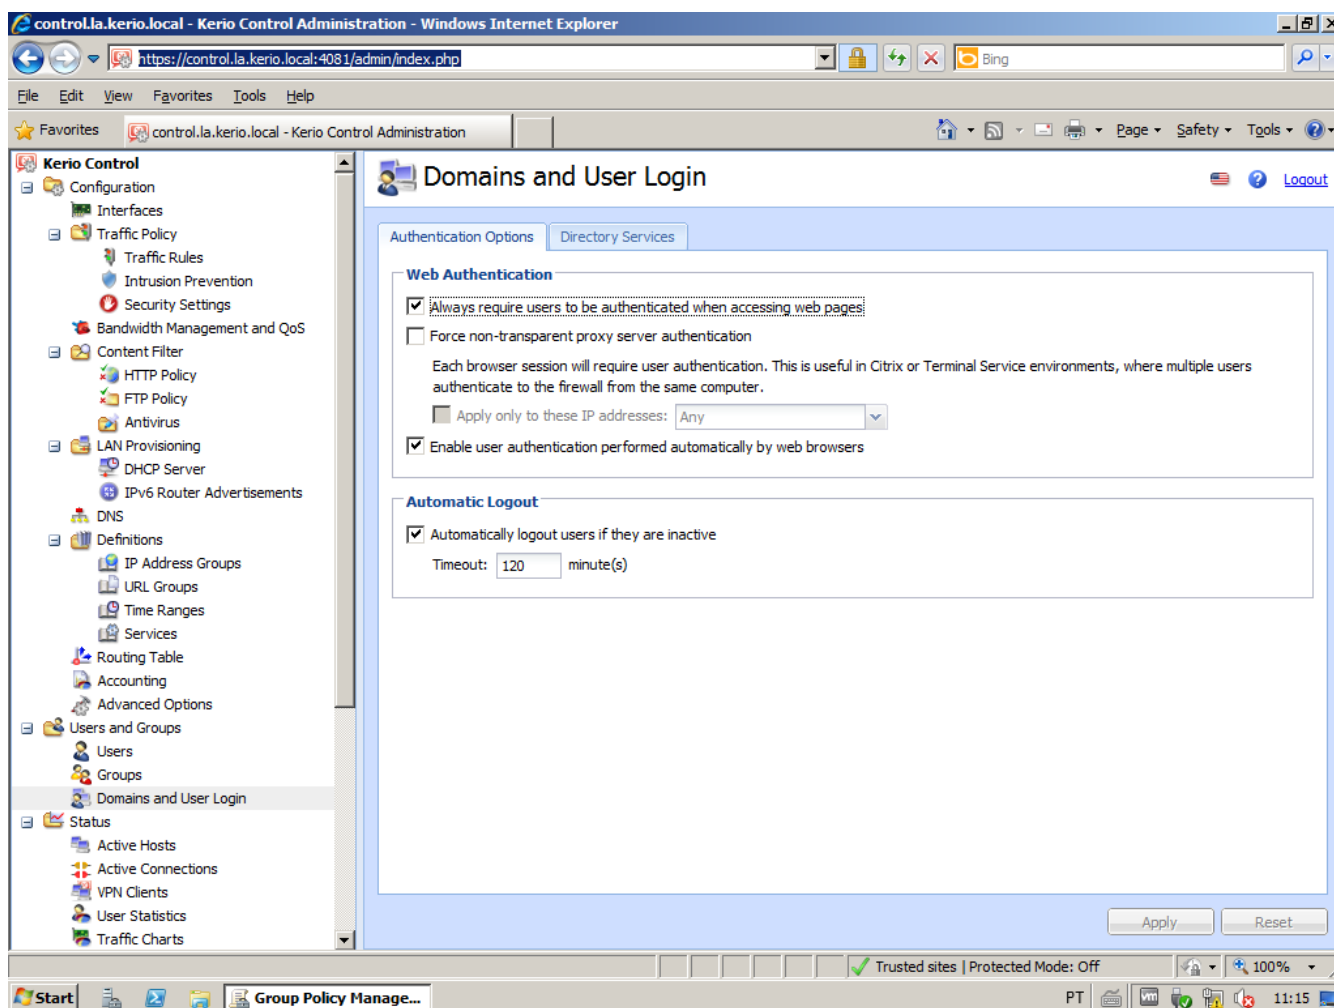 control.la.kerio.local - Kerio Control Administration - Windows Internet Explorer
https://control.la.kerio.local:4081/admin/index.php
Bing
File Edit View Favorites Tools Help
Favorites
control.la.kerio.local - Kerio Control Administration
Page Safety Tools
Kerio Control
Configuration
Interfaces
Traffic Policy
Traffic Rules
Intrusion Prevention
Security Settings
Bandwidth Management and QoS
Content Filter
HTTP Policy
FTP Policy
Antivirus
LAN Provisioning
DHCP Server
IPv6 Router Advertisements
DNS
Definitions
IP Address Groups
URL Groups
Time Ranges
Services
Routing Table
Accounting
Advanced Options
Users and Groups
Users
Groups
Domains and User Login
Status
Active Hosts
Active Connections
VPN Clients
User Statistics
Traffic Charts
Domains and User Login
Logout
Authentication Options
Directory Services
Web Authentication
Always require users to be authenticated when accessing web pages
Force non-transparent proxy server authentication
Each browser session will require user authentication. This is useful in Citrix or Terminal Service environments, where multiple users
authenticate to the firewall from the same computer.
Apply only to these IP addresses: Any
Enable user authentication performed automatically by web browsers
Automatic Logout
Automatically logout users if they are inactive
Timeout: 120 minute(s)
Apply Reset
Trusted sites | Protected Mode: Off
100%
Start
Group Policy Manage...
PT
vm
11:15